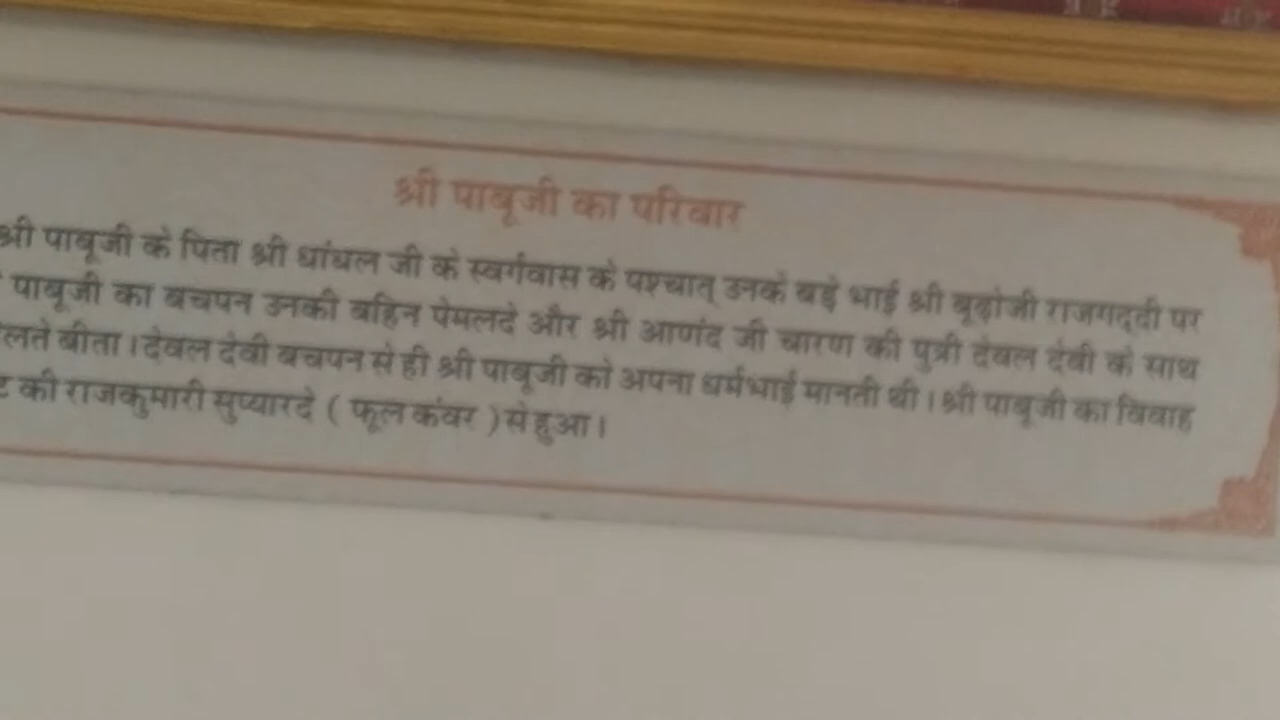 श्री पाबूजी का परिवार
श्री पाबूजी के पिता श्री धांधल जी के स्वर्गवास के पश्चात् उनके बड़े भाई श्री बूढ़ोजी राजगद्दी पर
पाबूजी का बचपन उनकी बहिन पेमलदे और श्री आणंद जी चारण की पुत्री देवल देवी के साथ
लते बीता । देवल देवी बचपन से ही श्री पाबूजी को अपना धर्मभाई मानती थी । श्री पाबूजी का विवाह
की राजकुमारी सुप्यारदे ( फूल कंवर ) से हुआ ।